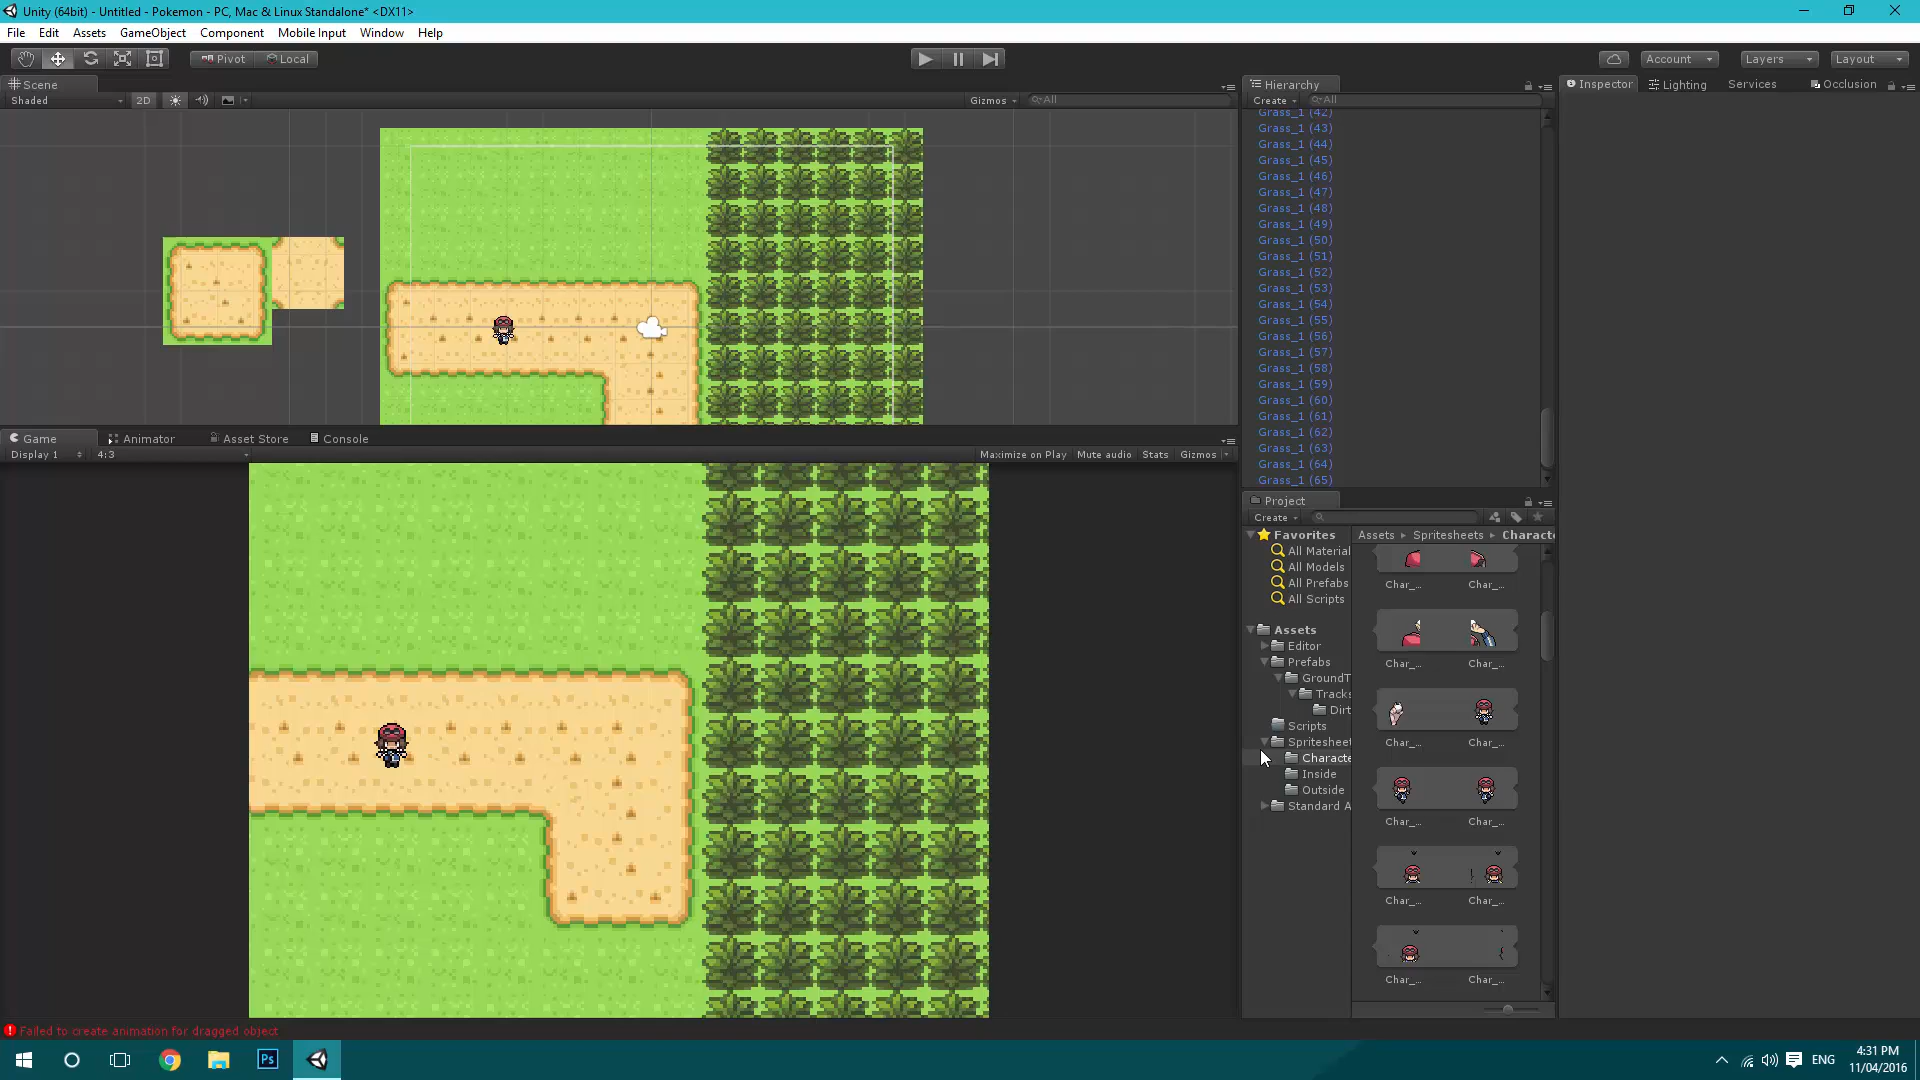 Unity (64bit) - Untitled - Pokemon - PC, Mac & Linux Standalone* <DX11>
File Edit Assets GameObject Component Mobile Input Window Help
Pivot Local Account Layers Layout
Scene
Shaded 2D Gizmos All
Hierarchy
Create All
Inspector Lighting Services Occlusion
Grass_1 (42)
Grass_1 (43)
Grass_1 (44)
Grass_1 (45)
Grass_1 (46)
Grass_1 (47)
Grass_1 (48)
Grass_1 (49)
Grass_1 (50)
Grass_1 (51)
Grass_1 (52)
Grass_1 (53)
Grass_1 (54)
Grass_1 (55)
Grass_1 (56)
Grass_1 (57)
Grass_1 (58)
Grass_1 (59)
Grass_1 (60)
Grass_1 (61)
Grass_1 (62)
Grass_1 (63)
Grass_1 (64)
Grass_1 (65)
Game Animator Asset Store Console
Display 1 4:3 Maximize on Play Mute audio Stats Gizmos
Project
Create
Favorites
All Material
All Models
All Prefabs
All Scripts
Assets
Editor
Prefabs
GroundT
Tracks
Dirt
Scripts
Spritesheet
Characte
Inside
Outside
Standard A
Assets Spritesheets Characte
Char_... Char_...
Char_... Char_...
Char_... Char_...
Char_... Char_...
Char_... Char_...
Char_... Char_...
Failed to create animation for dragged object
Ps
ENG
4:31 PM
11/04/2016